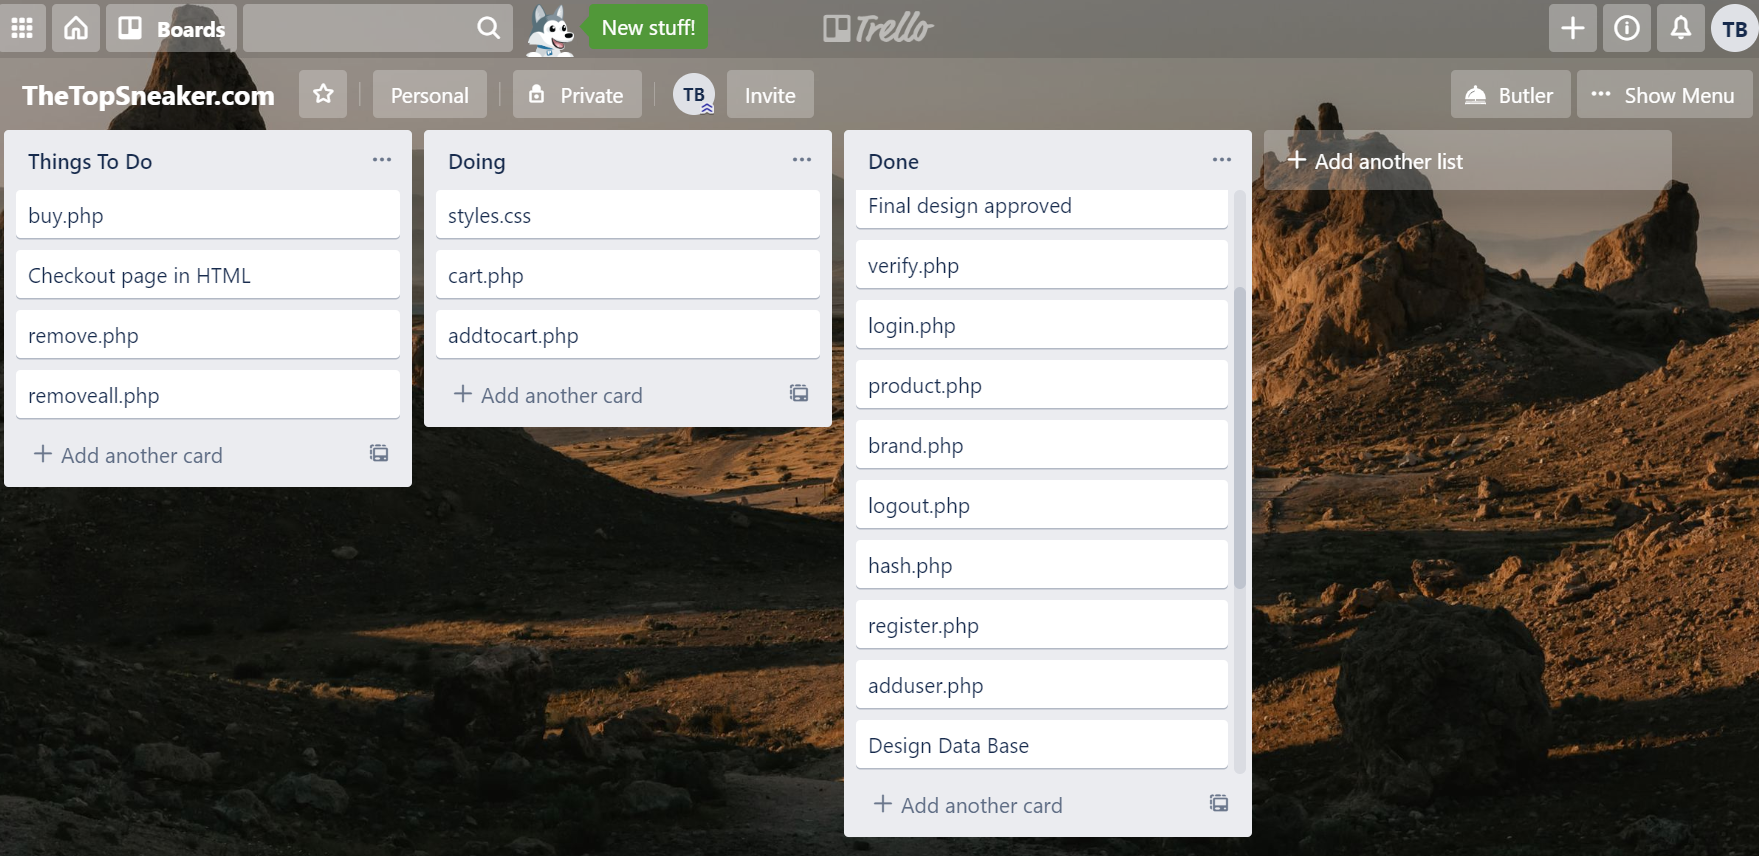 Boards
New stuff!
Trello
TB
TheTopSneaker.com
Personal
Private
TB
Invite
Butler
Show Menu
Things To Do
buy.php
Checkout page in HTML
remove.php
removeall.php
Add another card
Doing
styles.css
cart.php
addtocart.php
Add another card
Done
Final design approved
verify.php
login.php
product.php
brand.php
logout.php
hash.php
register.php
adduser.php
Design Data Base
Add another card
Add another list